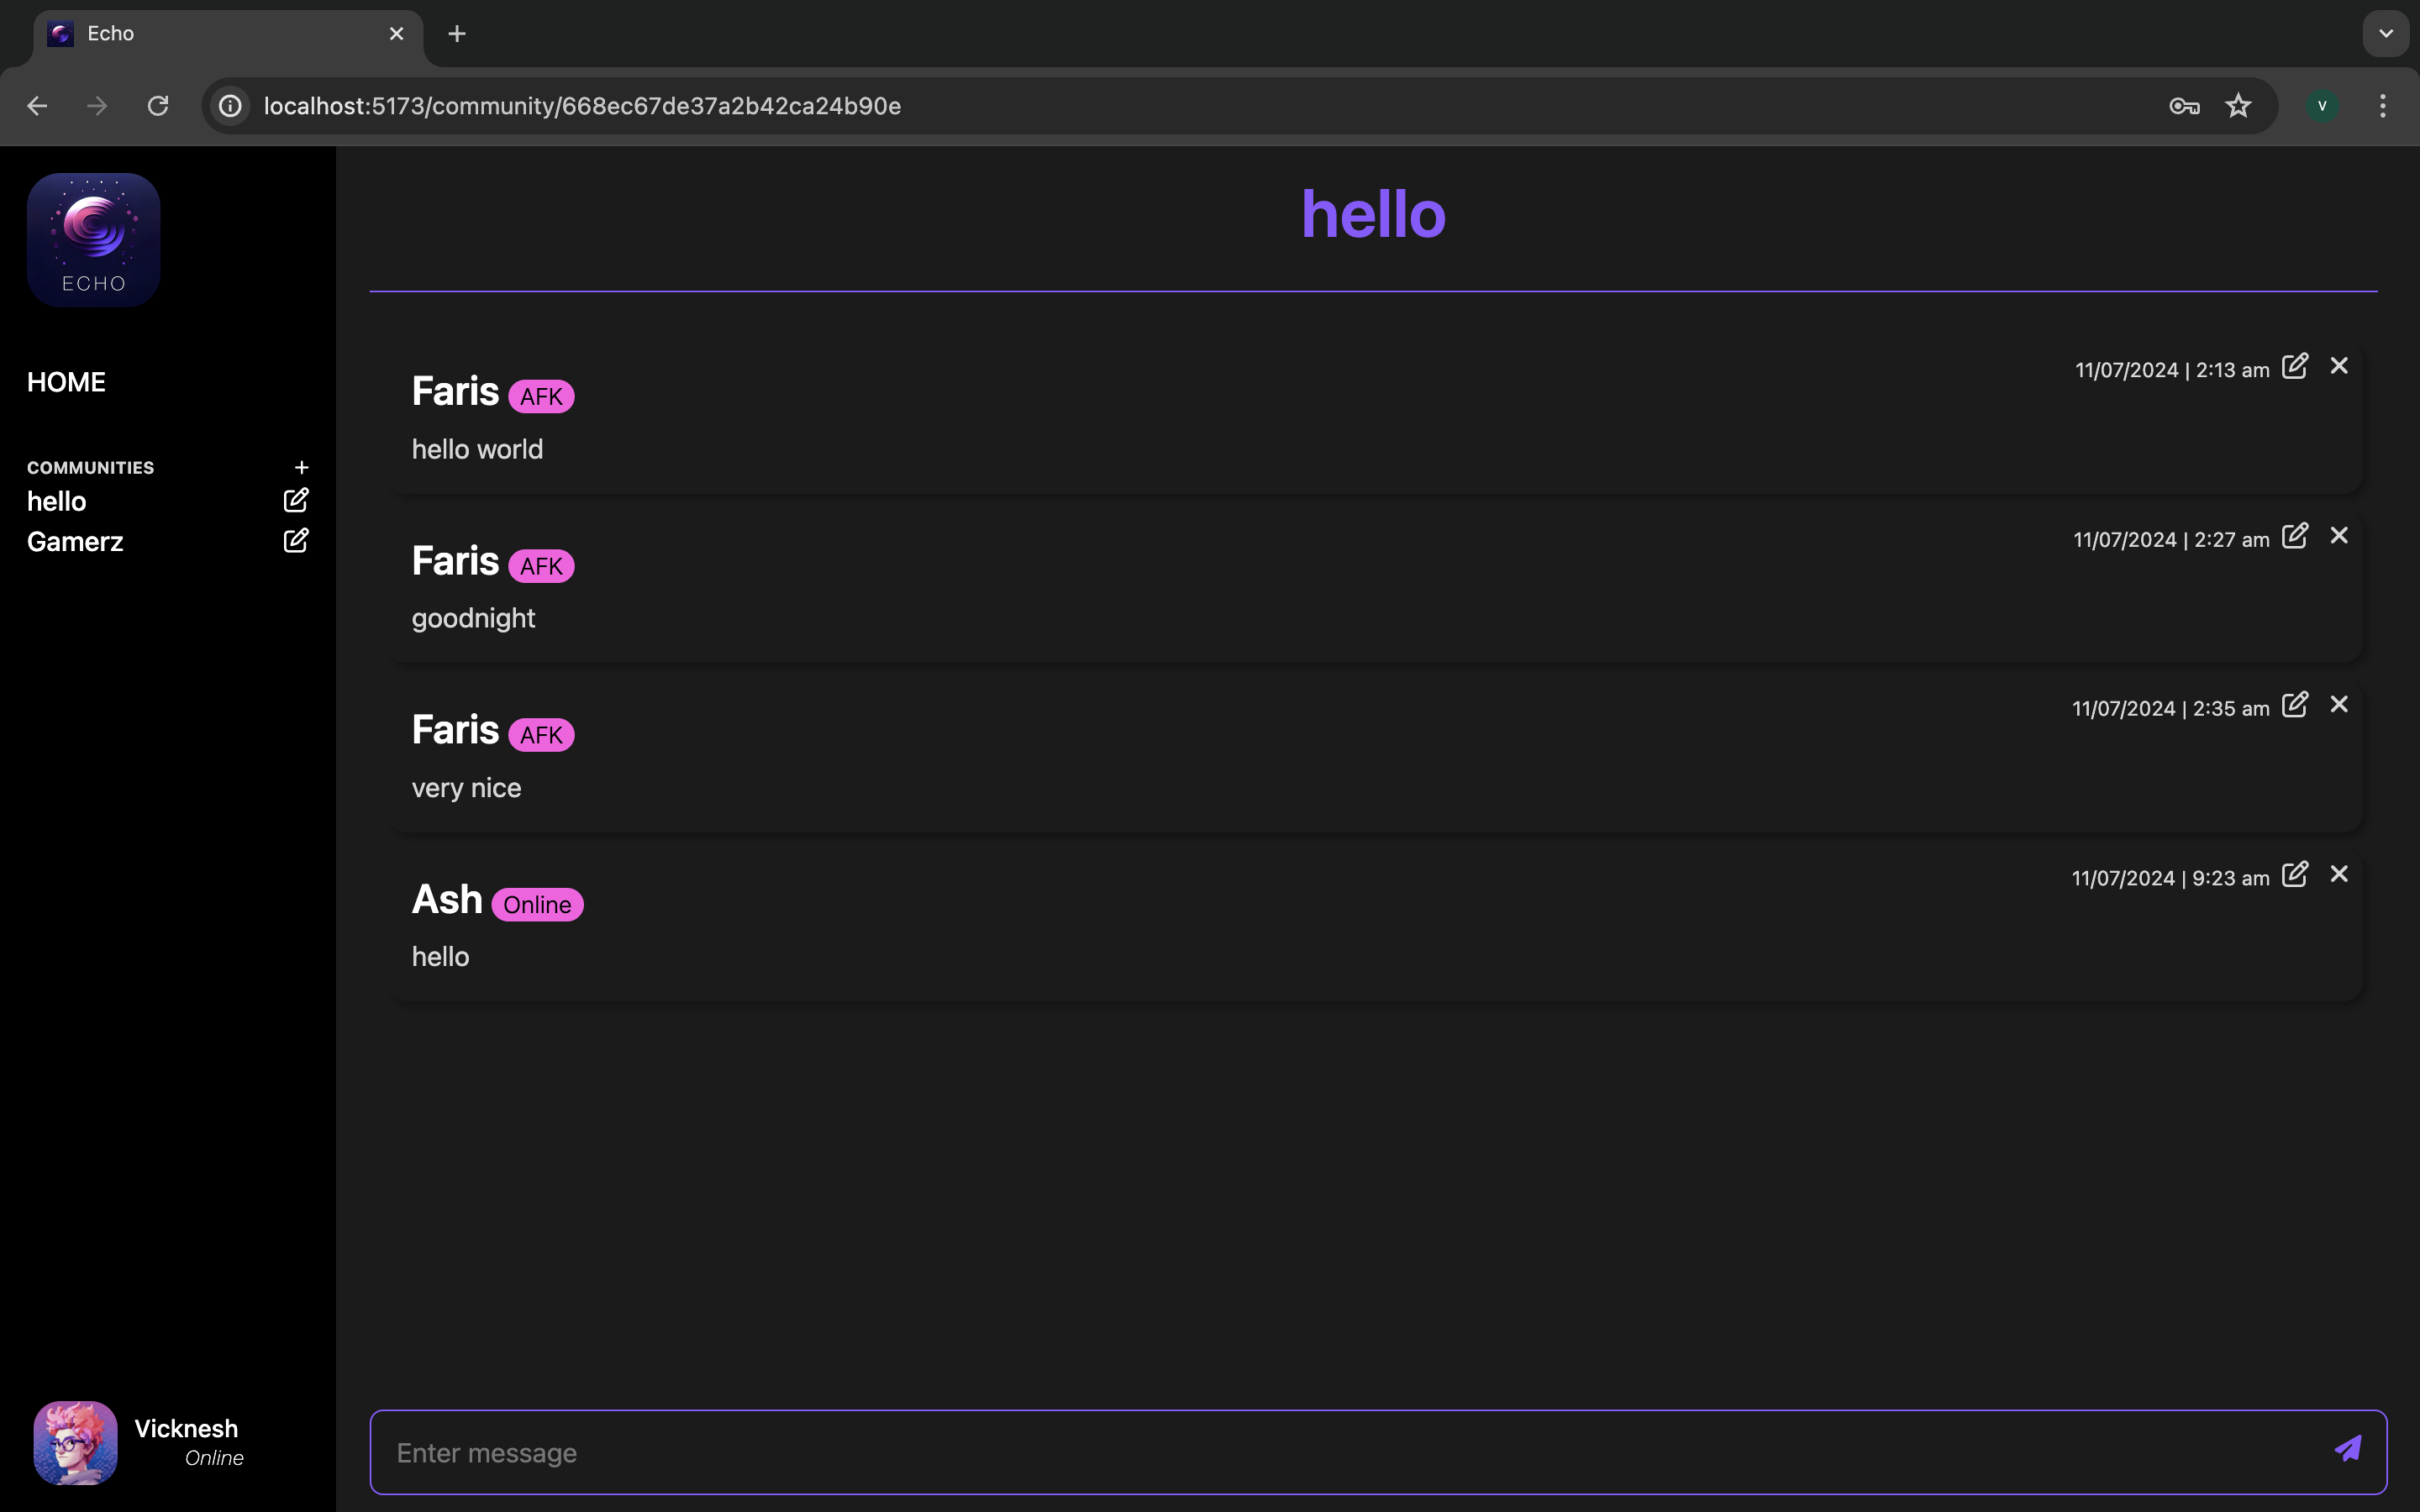 Echo
localhost:5173/community/668ec67de37a2b42ca24b90e
V
ECHO
HOME
COMMUNITIES +
hello
Gamerz
Vicknesh
Online
hello
Faris AFK
11/07/2024 | 2:13 am
hello world
Faris AFK
11/07/2024 | 2:27 am
goodnight
Faris AFK
11/07/2024 | 2:35 am
very nice
Ash Online
11/07/2024 | 9:23 am
hello
Enter message